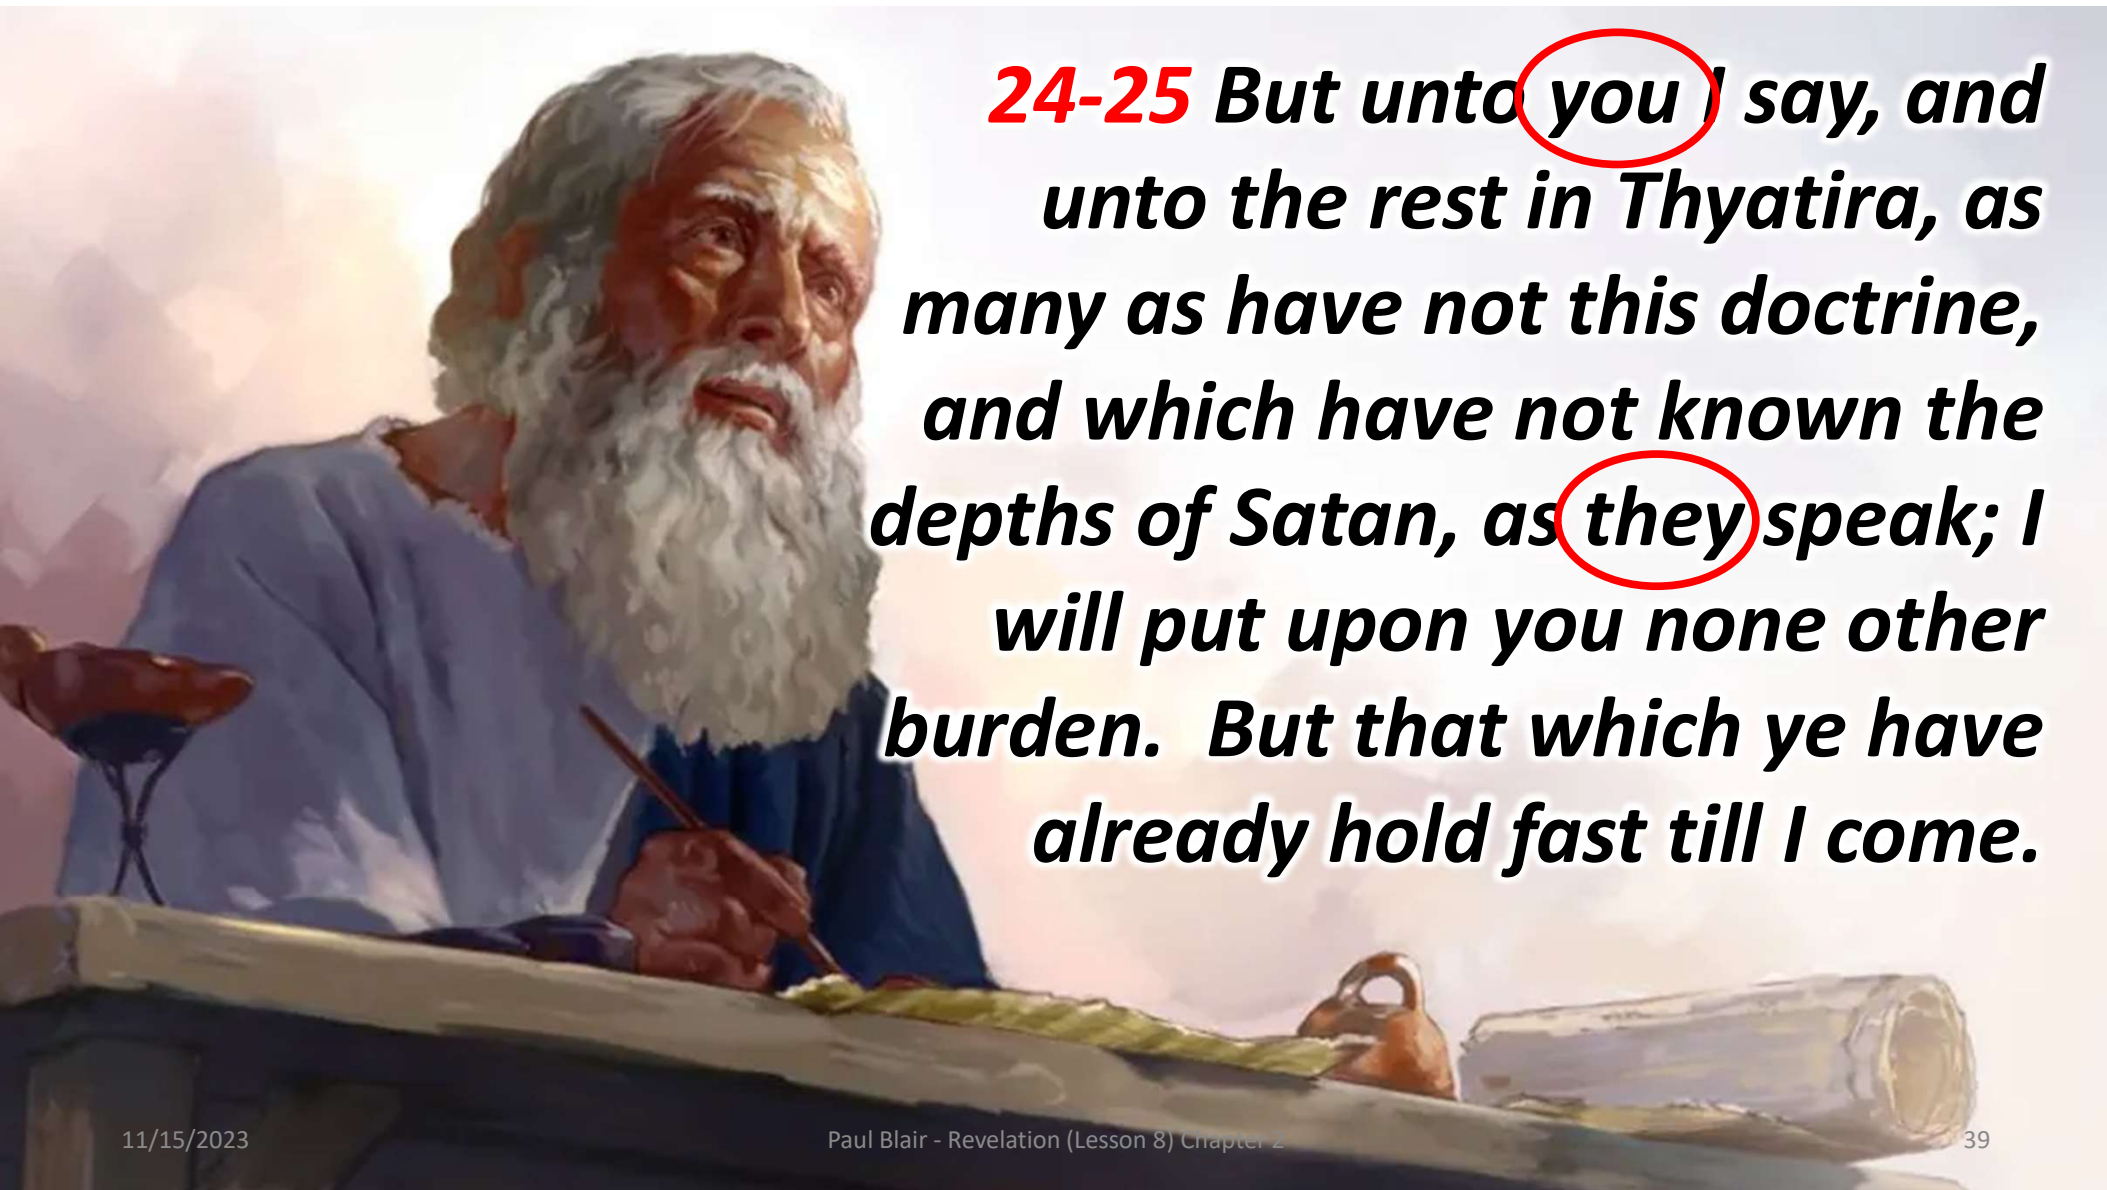 24-25 But unto you I say, and
unto the rest in Thyatira, as
many as have not this doctrine,
and which have not known the
depths of Satan, as they speak; I
will put upon you none other
burden.  But that which ye have
already hold fast till I come.
11/15/2023
Paul Blair - Revelation (Lesson 8) Chapter 2
39